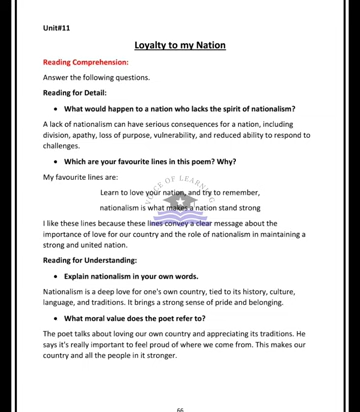 Unit#11
Loyalty to my Nation
Reading Comprehension:
Answer the following questions.
Reading for Detail:
• What would happen to a nation who lacks the spirit of nationalism?
A lack of nationalism can have serious consequences for a nation, including
division, apathy, loss of purpose, vulnerability, and reduced ability to respond to
challenges.
• Which are your favourite lines in this poem? Why?
My favourite lines are:
VOICE OF LEARNING
Learn to love your nation, and try to remember,
nationalism is what makes a nation stand strong
I like these lines because these lines convey a clear message about the
importance of love for our country and the role of nationalism in maintaining a
strong and united nation.
Reading for Understanding:
• Explain nationalism in your own words.
Nationalism is a deep love for one's own country, tied to its history, culture,
language, and traditions. It brings a strong sense of pride and belonging.
• What moral value does the poet refer to?
The poet talks about loving our own country and appreciating its traditions. He
says it's really important to feel proud of where we come from. This makes our
country and all the people in it stronger.
66